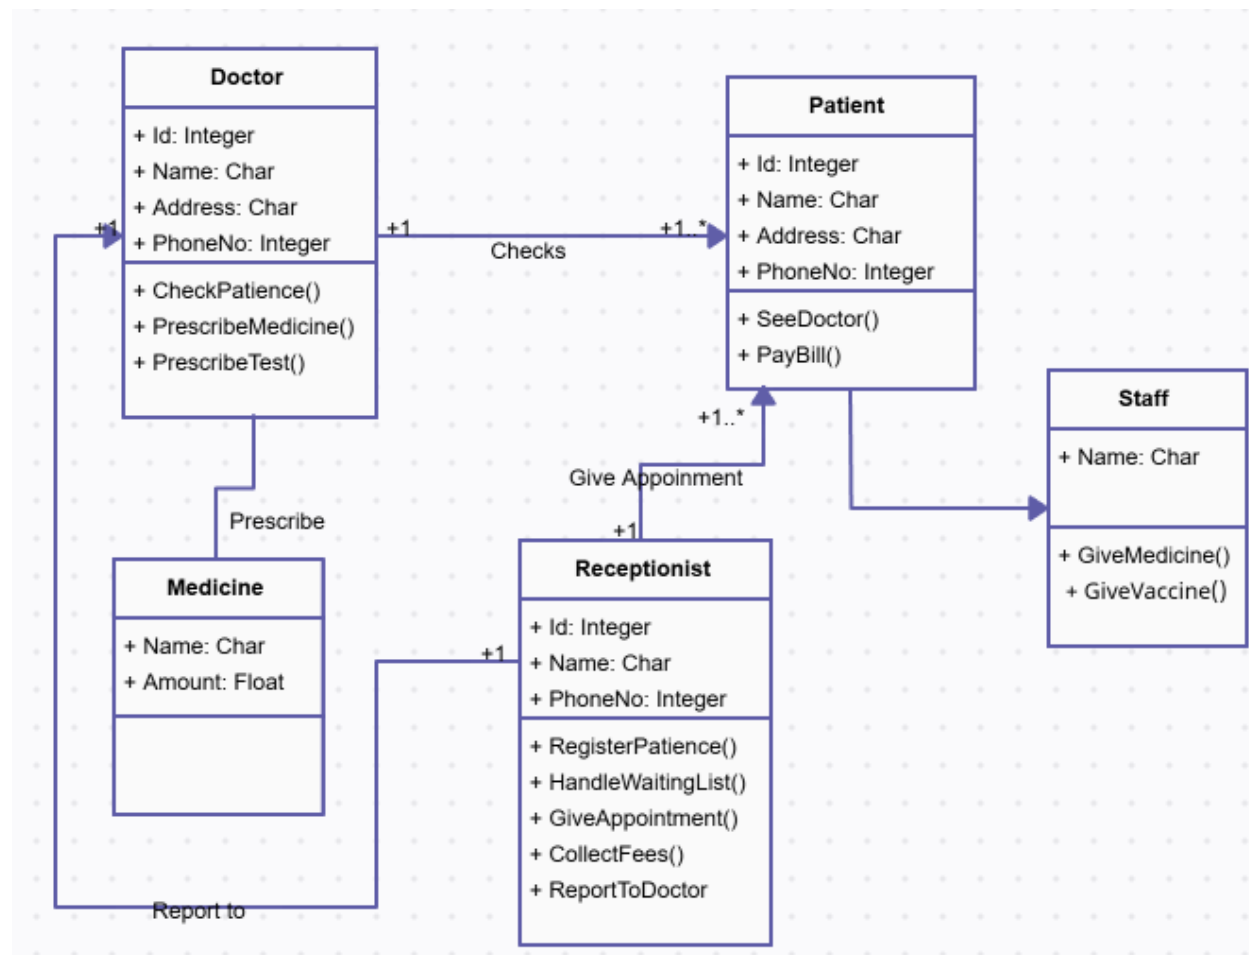 Doctor
+ Id: Integer
+ Name: Char
+ Address: Char
+ PhoneNo: Integer
+ CheckPatience()
+ PrescribeMedicine()
+ PrescribeTest()
+1
+1
Checks
+1..*
Patient
+ Id: Integer
+ Name: Char
+ Address: Char
+ PhoneNo: Integer
+ SeeDoctor()
+ PayBill()
+1..*
Give Appoinment
+1
Staff
+ Name: Char
+ GiveMedicine()
+ GiveVaccine()
Prescribe
Medicine
+ Name: Char
+ Amount: Float
Receptionist
+ Id: Integer
+ Name: Char
+ PhoneNo: Integer
+ RegisterPatience()
+ HandleWaitingList()
+ GiveAppointment()
+ CollectFees()
+ ReportToDoctor
+1
Report to